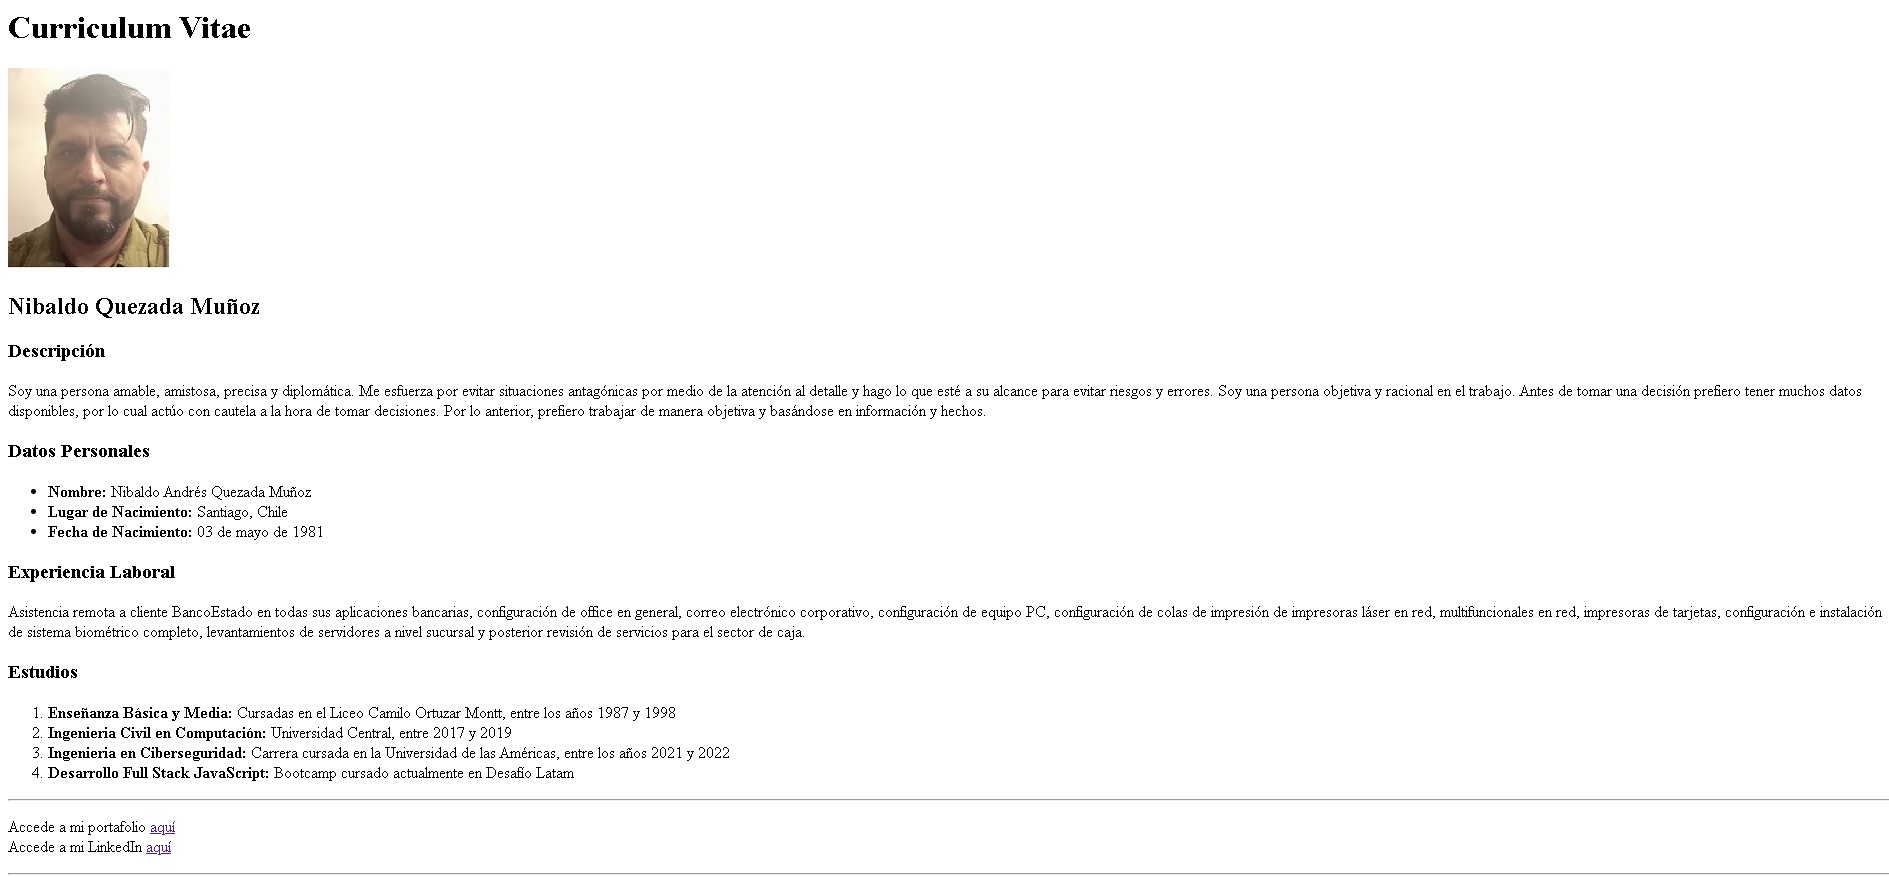 Curriculum Vitae
Nibaldo Quezada Muñoz
Descripción
Soy una persona amable, amistosa, precisa y diplomática. Me esfuerza por evitar situaciones antagónicas por medio de la atención al detalle y hago lo que esté a su alcance para evitar riesgos y errores. Soy una persona objetiva y racional en el trabajo. Antes de tomar una decisión prefiero tener muchos datos
disponibles, por lo cual actúo con cautela a la hora de tomar decisiones. Por lo anterior, prefiero trabajar de manera objetiva y basándose en información y hechos.
Datos Personales
• Nombre: Nibaldo Andrés Quezada Muñoz
• Lugar de Nacimiento: Santiago, Chile
• Fecha de Nacimiento: 03 de mayo de 1981
Experiencia Laboral
Asistencia remota a cliente BancoEstado en todas sus aplicaciones bancarias, configuración de office en general, correo electrónico corporativo, configuración de equipo PC, configuración de colas de impresión de impresoras láser en red, multifuncionales en red, impresoras de tarjetas, configuración e instalación
de sistema biométrico completo, levantamientos de servidores a nivel sucursal y posterior revisión de servicios para el sector de caja.
Estudios
1. Enseñanza Básica y Media: Cursadas en el Liceo Camilo Ortuzar Montt, entre los años 1987 y 1998
2. Ingenieria Civil en Computación: Universidad Central, entre 2017 y 2019
3. Ingenieria en Ciberseguridad: Carrera cursada en la Universidad de las Américas, entre los años 2021 y 2022
4. Desarrollo Full Stack JavaScript: Bootcamp cursado actualmente en Desafío Latam
Accede a mi portafolio aquí
Accede a mi LinkedIn aquí